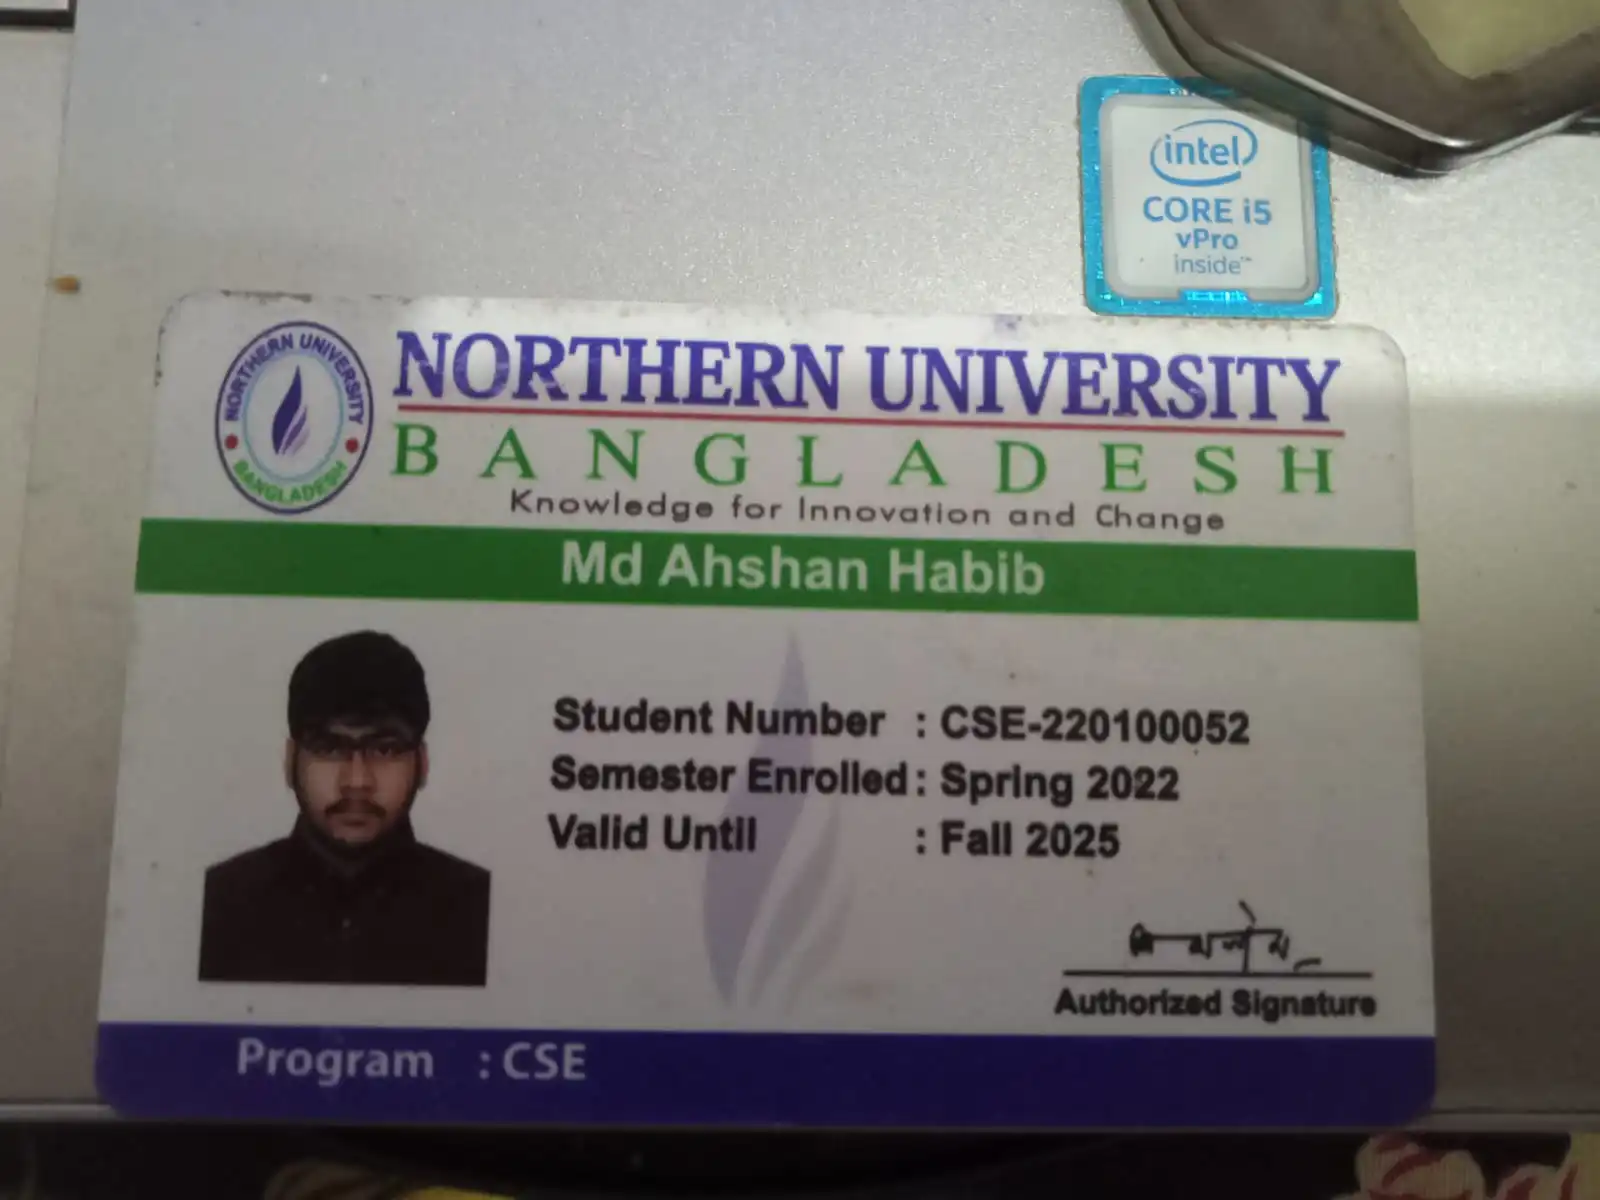 intel
CORE i5
vPro
inside™
NORTHERN UNIVERSITY
BANGLADESH
NORTHERN UNIVERSITY
BANGLADESH
Knowledge for Innovation and Change
Md Ahshan Habib
Student Number : CSE-220100052
Semester Enrolled : Spring 2022
Valid Until : Fall 2025
Authorized Signature
Program : CSE